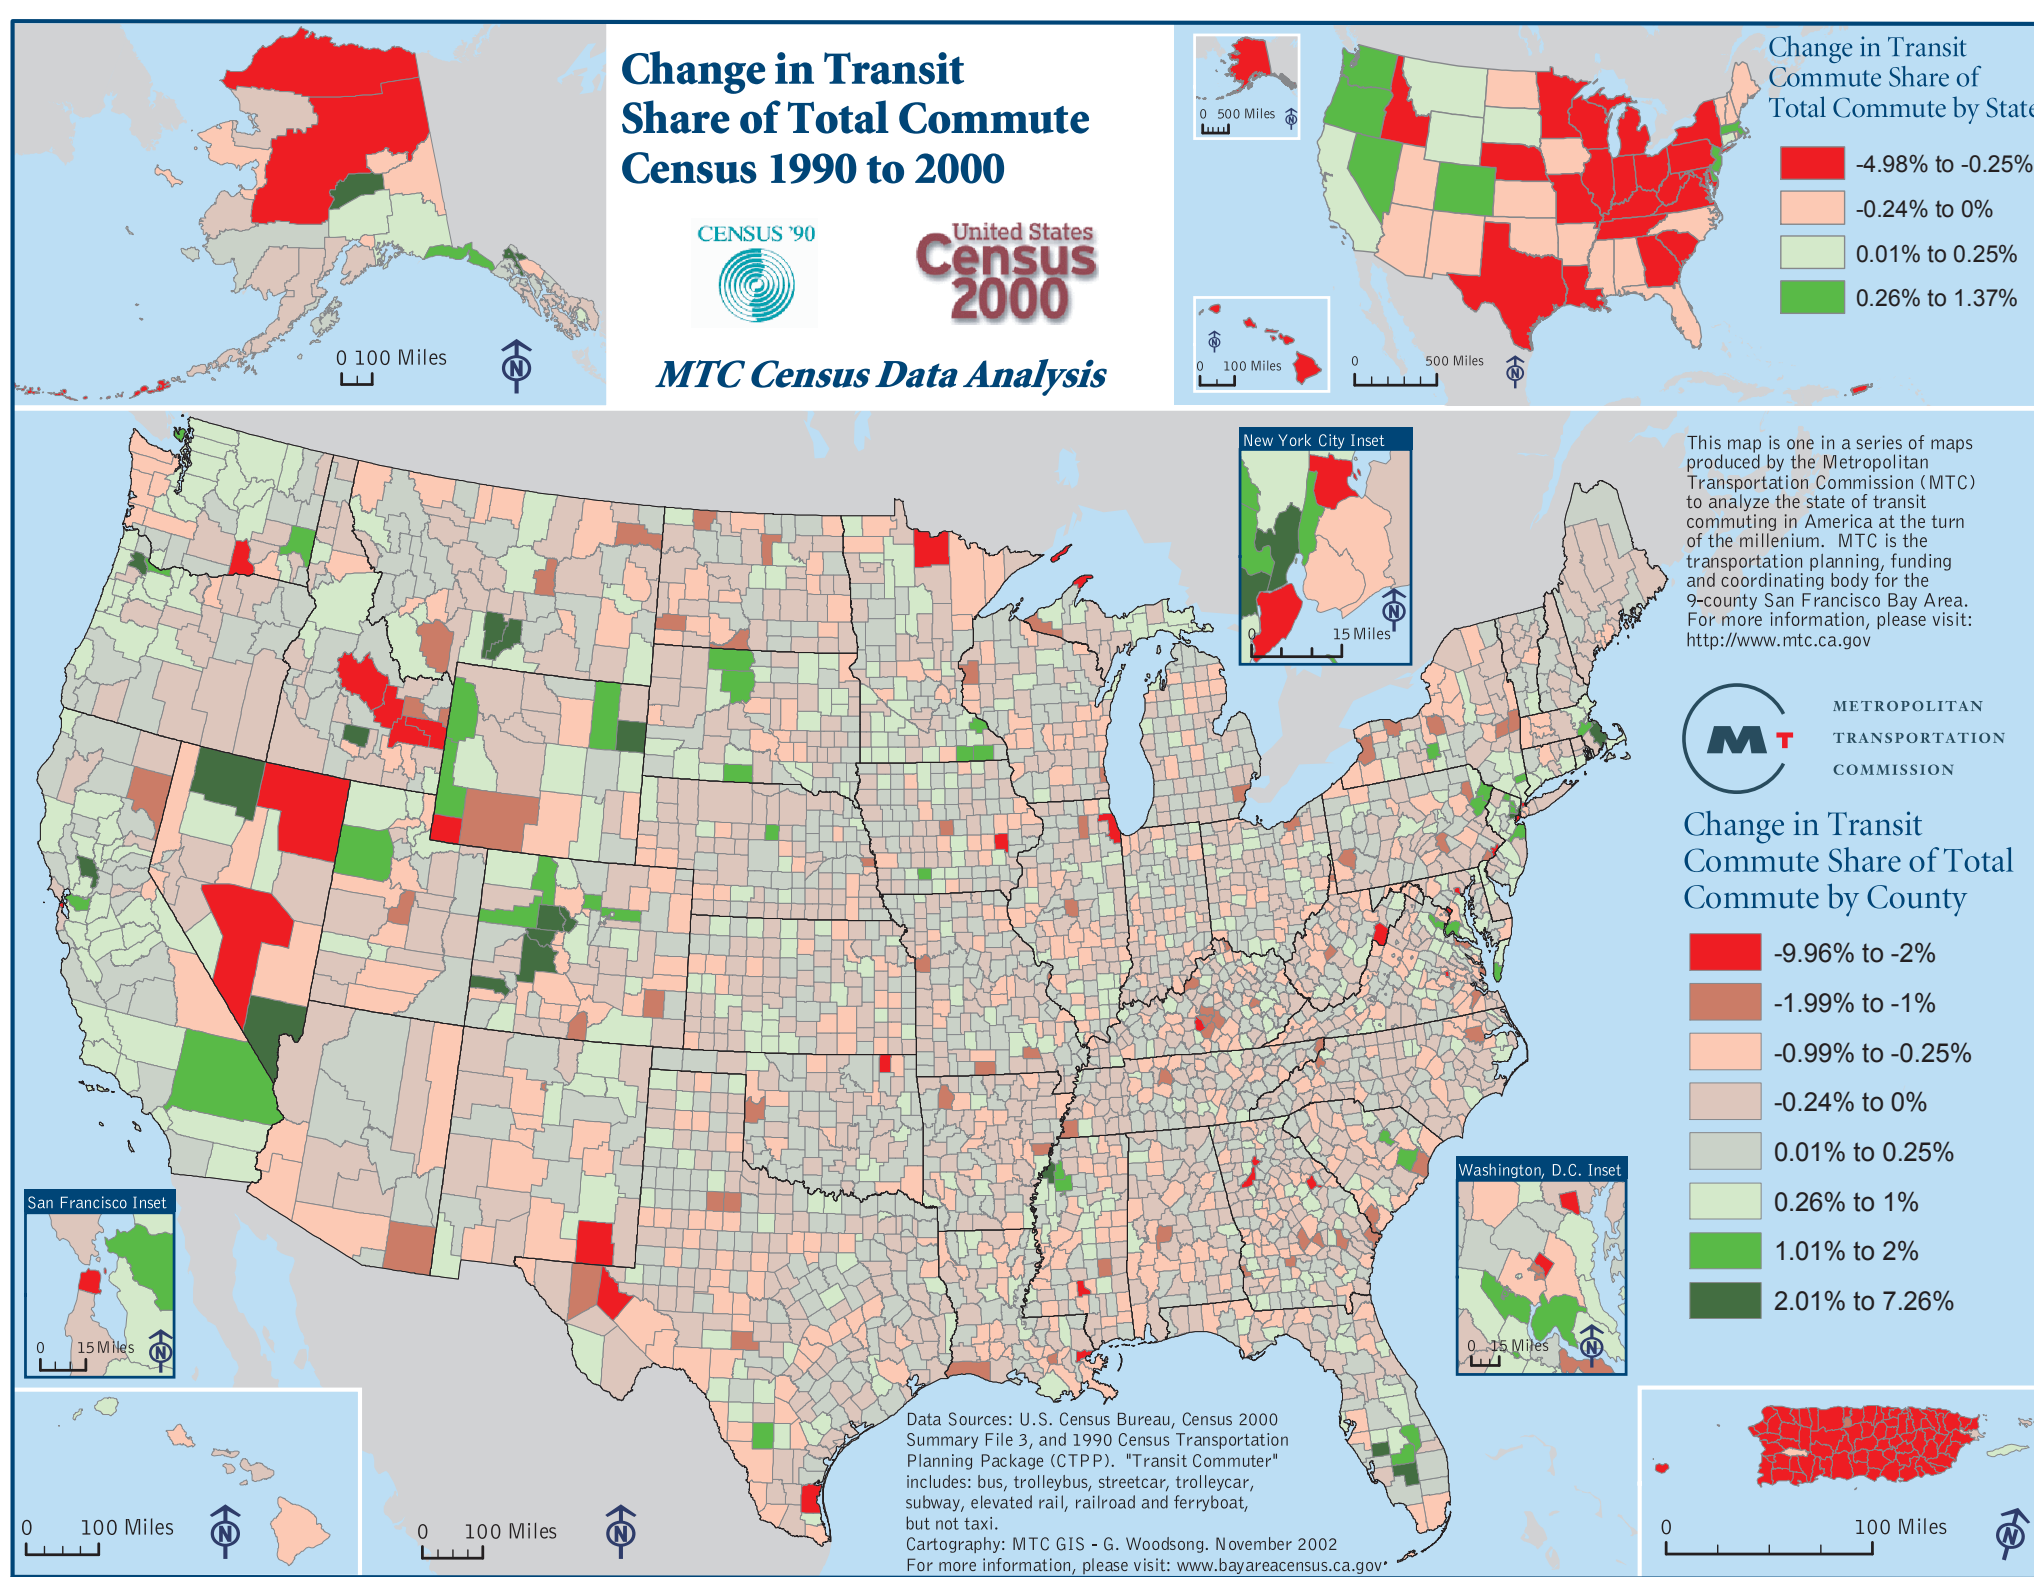 Change in Transit
Share of Total Commute
Census 1990 to 2000
CENSUS '90
United States
Census
2000
MTC Census Data Analysis
0 100 Miles
N
0 500 Miles
N
N
0 100 Miles
0 500 Miles
N
Change in Transit
Commute Share of
Total Commute by State
-4.98% to -0.25%
-0.24% to 0%
0.01% to 0.25%
0.26% to 1.37%
New York City Inset
N
0 15 Miles
This map is one in a series of maps
produced by the Metropolitan
Transportation Commission (MTC)
to analyze the state of transit
commuting in America at the turn
of the millenium. MTC is the
transportation planning, funding
and coordinating body for the
9-county San Francisco Bay Area.
For more information, please visit:
http://www.mtc.ca.gov
M T
METROPOLITAN
TRANSPORTATION
COMMISSION
Change in Transit
Commute Share of Total
Commute by County
-9.96% to -2%
-1.99% to -1%
-0.99% to -0.25%
-0.24% to 0%
0.01% to 0.25%
0.26% to 1%
1.01% to 2%
2.01% to 7.26%
Washington, D.C. Inset
0 15 Miles
N
San Francisco Inset
0 15 Miles
N
0 100 Miles
N
0 100 Miles
N
Data Sources: U.S. Census Bureau, Census 2000
Summary File 3, and 1990 Census Transportation
Planning Package (CTPP). "Transit Commuter"
includes: bus, trolleybus, streetcar, trolleycar,
subway, elevated rail, railroad and ferryboat,
but not taxi.
Cartography: MTC GIS - G. Woodsong. November 2002
For more information, please visit: www.bayareacensus.ca.gov
0 100 Miles
N